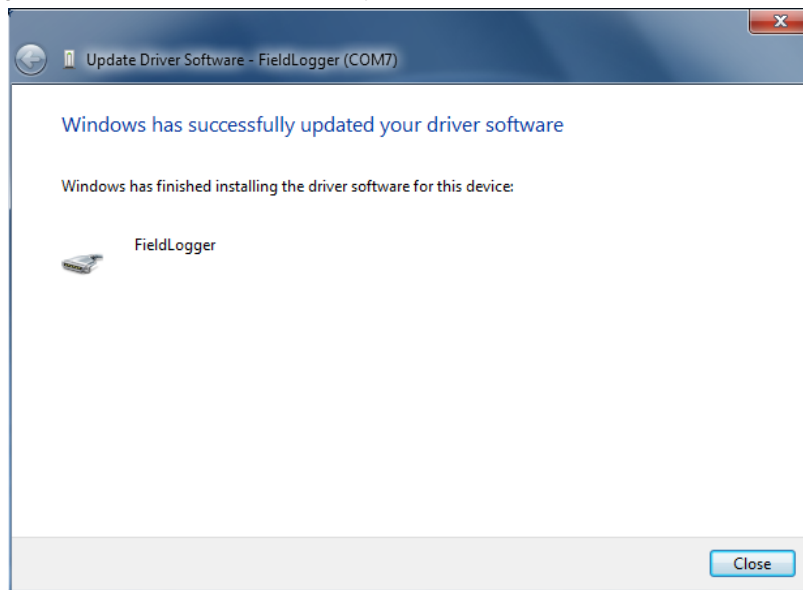 Update Driver Software - FieldLogger (COM7)
Windows has successfully updated your driver software
Windows has finished installing the driver software for this device:
FieldLogger
Close